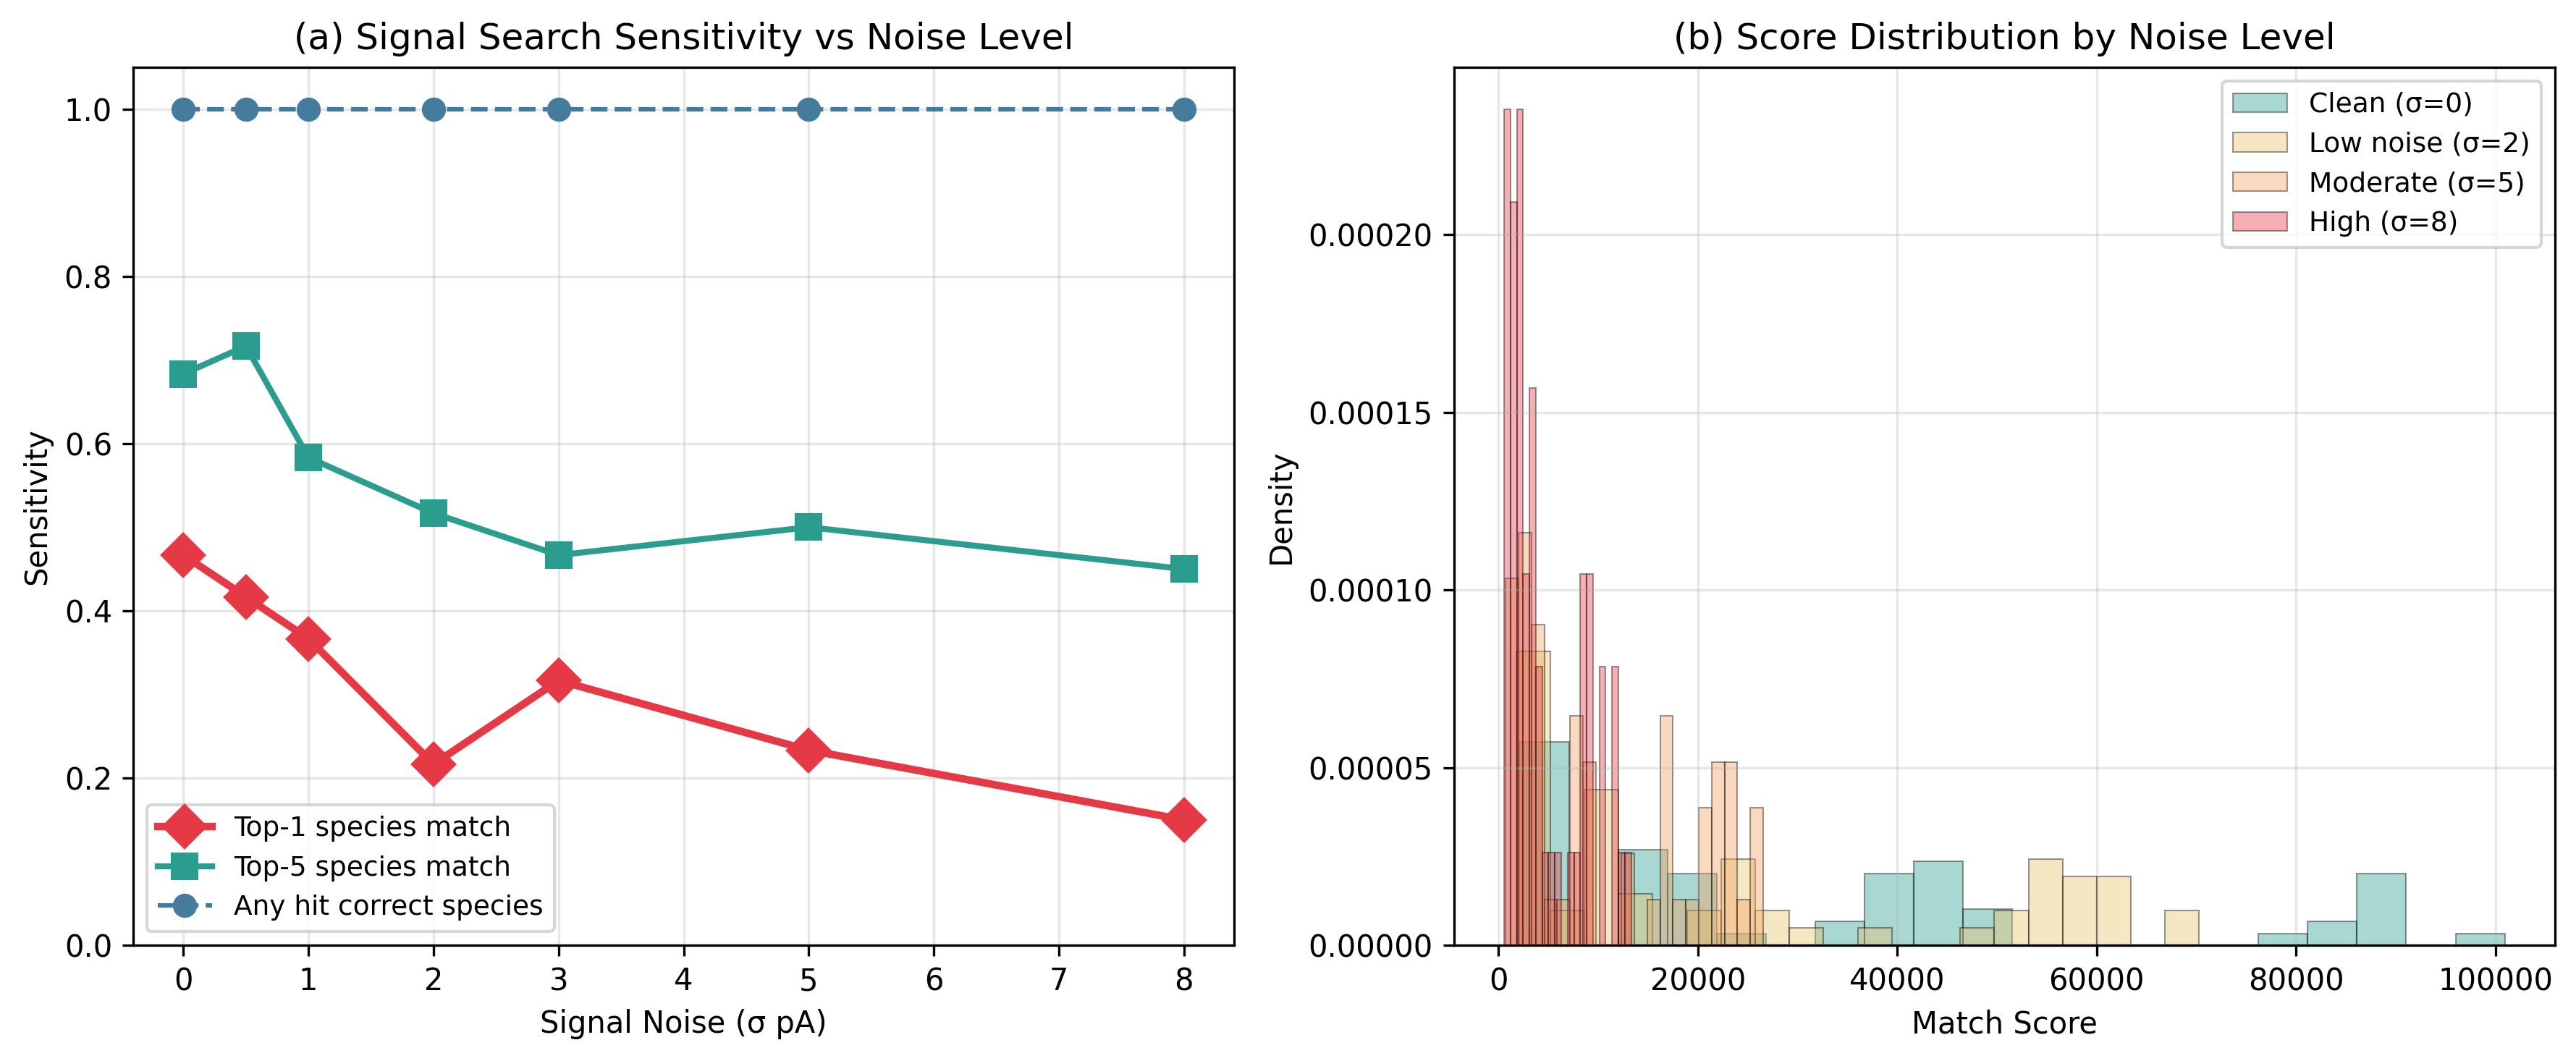 (a) Signal Search Sensitivity vs Noise Level
Sensitivity
1.0
0.8
0.6
0.4
0.2
0.0
Top-1 species match
Top-5 species match
Any hit correct species
0 1 2 3 4 5 6 7 8
Signal Noise (σ pA)
(b) Score Distribution by Noise Level
Density
0.00020
0.00015
0.00010
0.00005
0.00000
Clean (σ=0)
Low noise (σ=2)
Moderate (σ=5)
High (σ=8)
0 20000 40000 60000 80000 100000
Match Score